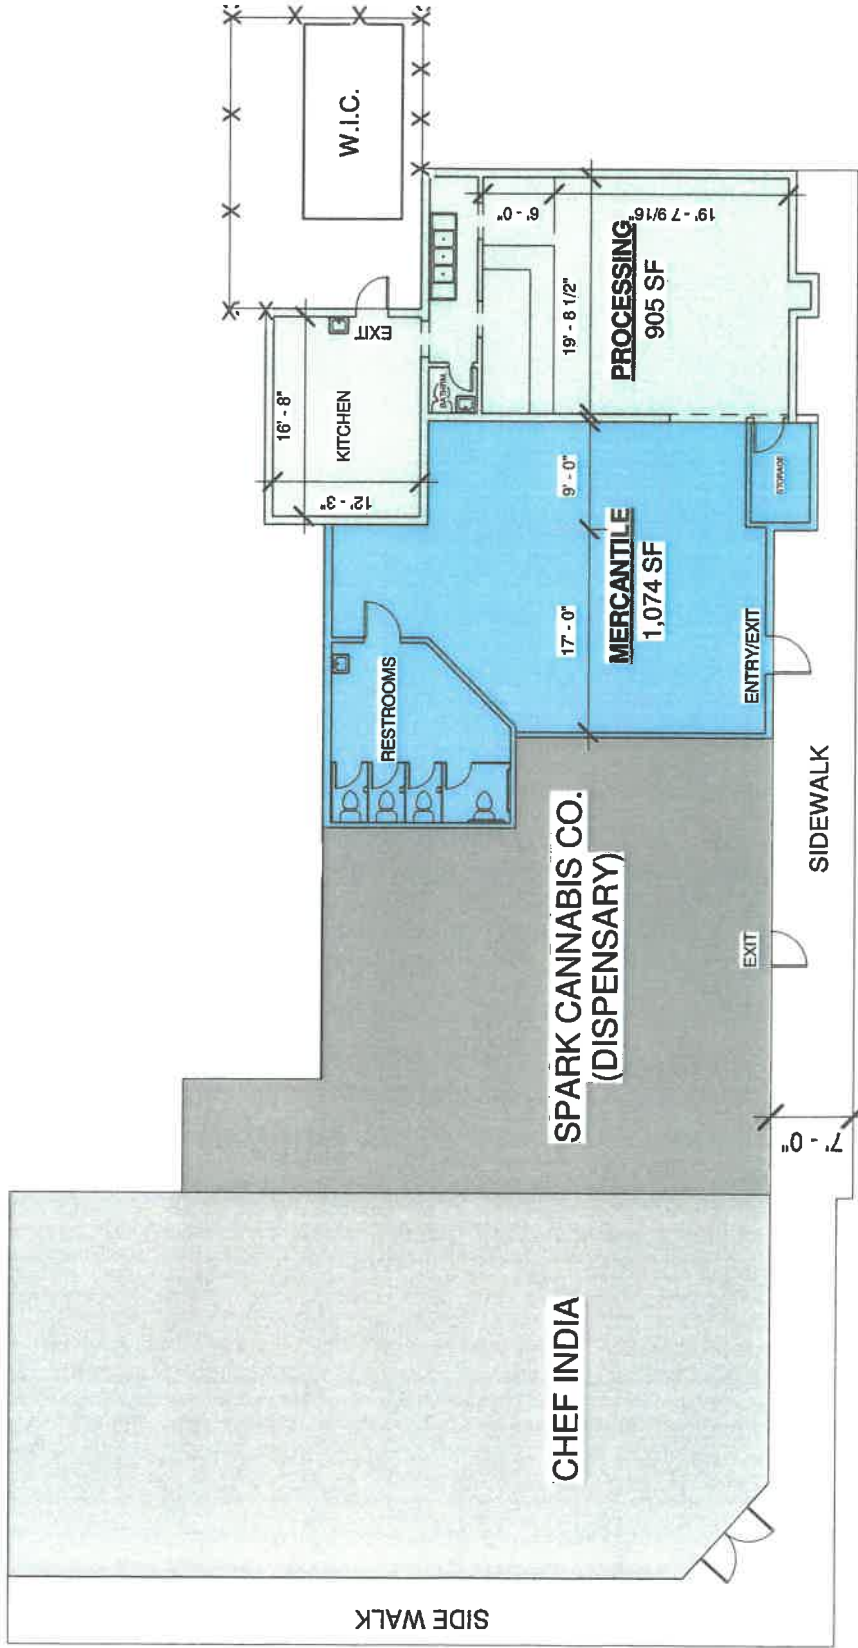 W.I.C.
16' - 8"
KITCHEN
EXIT
12' - 3"
BATHRM.
6' - 0"
19' - 8 1/2"
19' - 7 9/16"
PROCESSING
905 SF
9' - 0"
STORAGE
MERCANTILE
1,074 SF
17' - 0"
RESTROOMS
ENTRY/EXIT
SPARK CANNABIS CO.
(DISPENSARY)
EXIT
SIDEWALK
7' - 0"
CHEF INDIA
SIDE WALK